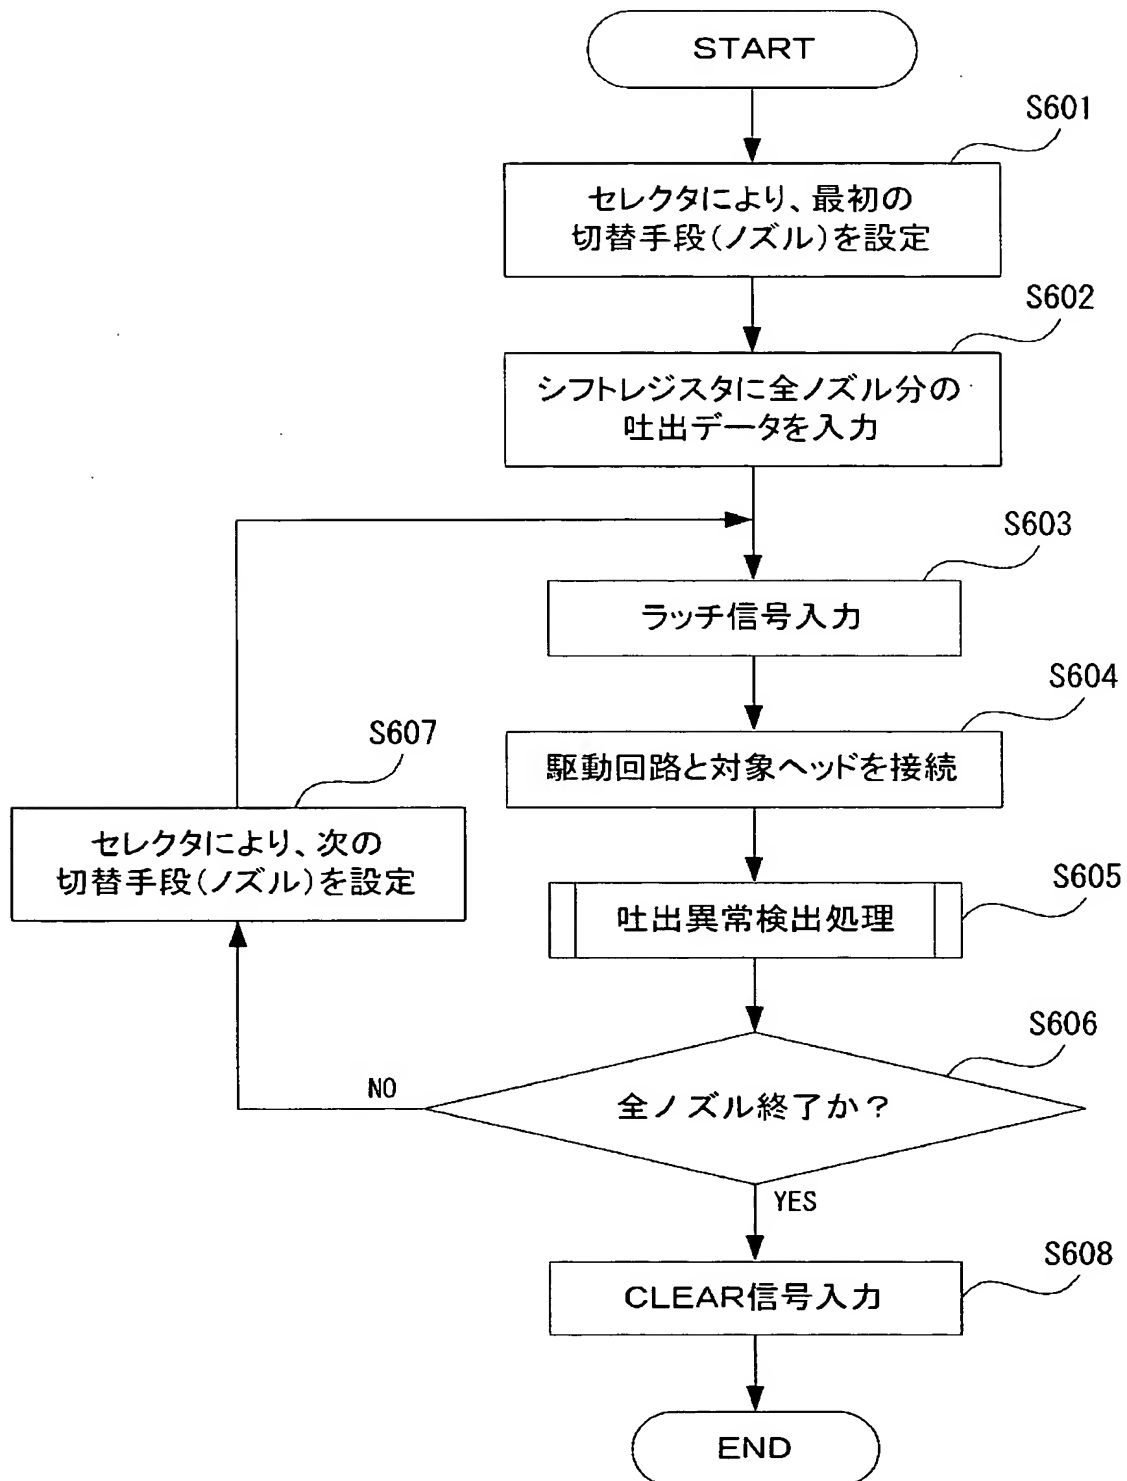 START
S601
セレクタにより、最初の
切替手段(ノズル)を設定
S602
シフトレジスタに全ノズル分の
吐出データを入力
S603
ラッチ信号入力
S604
駆動回路と対象ヘッドを接続
S607
セレクタにより、次の
切替手段(ノズル)を設定
S605
吐出異常検出処理
S606
全ノズル終了か?
NO
YES
S608
CLEAR信号入力
END